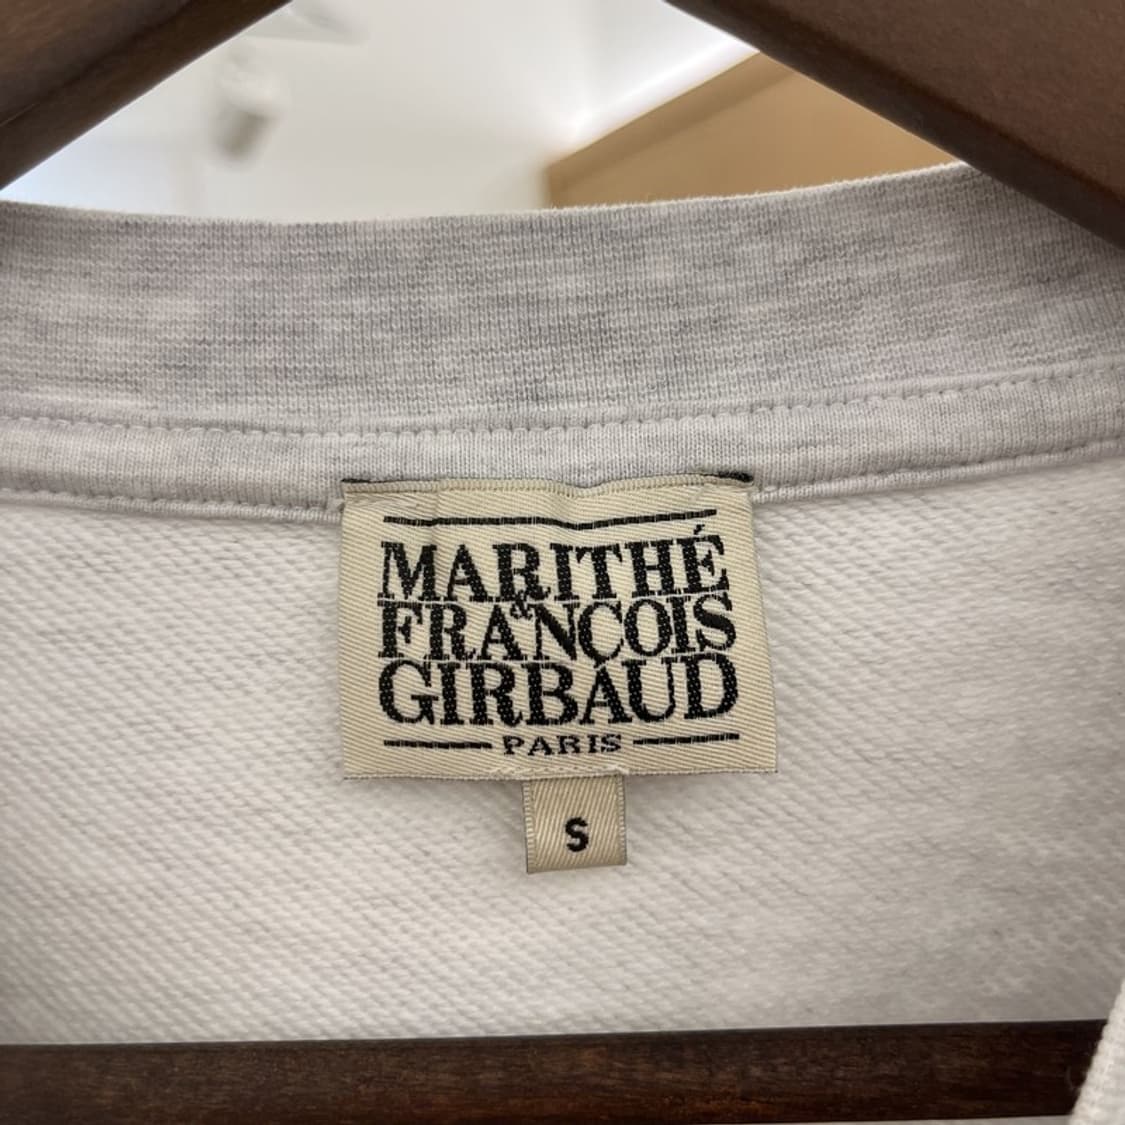 MARITHÉ
&
FRANÇOIS
GIRBAUD
PARIS
S